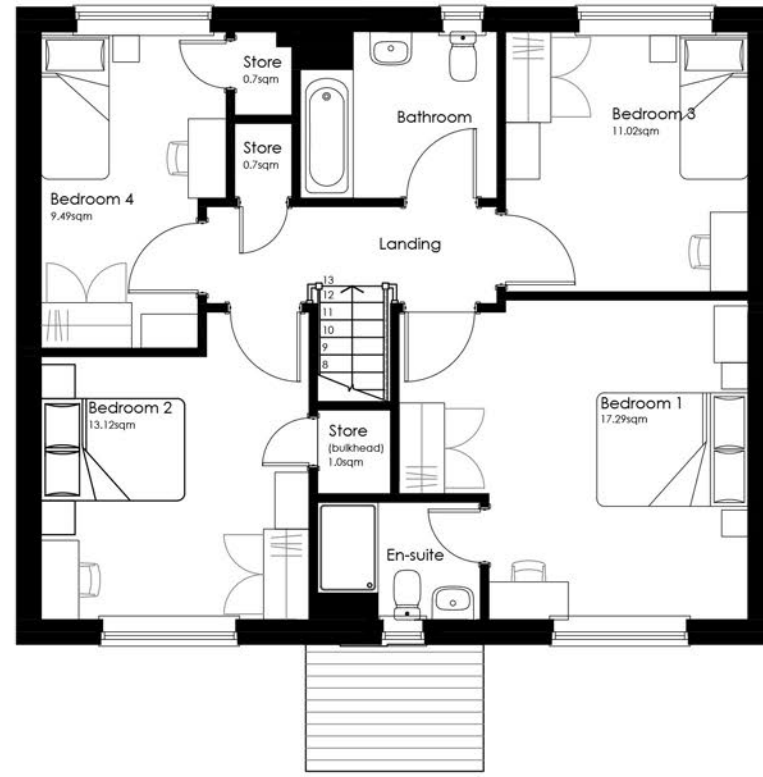 Store
0.7sqm
Bathroom
Bedroom 3
11.02sqm
Store
0.7sqm
Bedroom 4
9.49sqm
Landing
13
12
11
10
9
8
Bedroom 2
13.12sqm
Bedroom 1
17.29sqm
Store
(bulkhead)
1.0sqm
En-suite